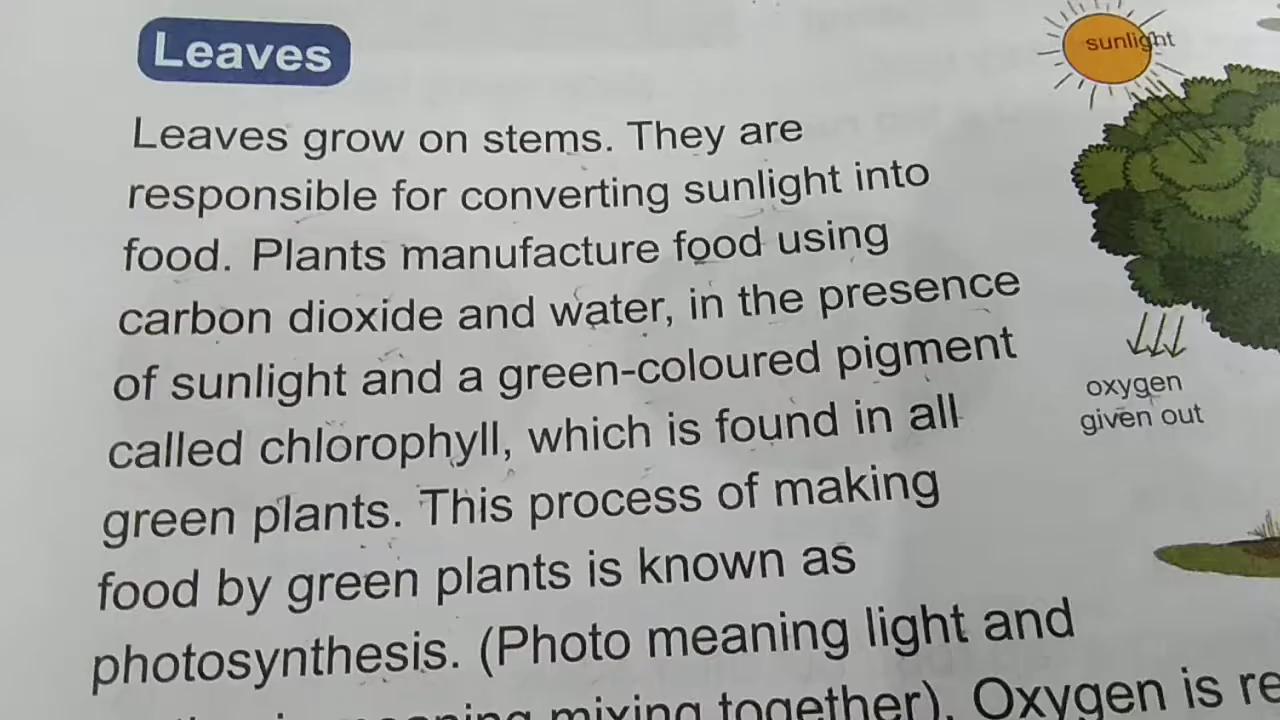 Leaves
Leaves grow on stems. They are
responsible for converting sunlight into
food. Plants manufacture food using
carbon dioxide and water, in the presence
of sunlight and a green-coloured pigment
called chlorophyll, which is found in all
green plants. This process of making
food by green plants is known as
photosynthesis. (Photo meaning light and
meaning mixing together). Oxygen is
sunlight
oxygen
given out